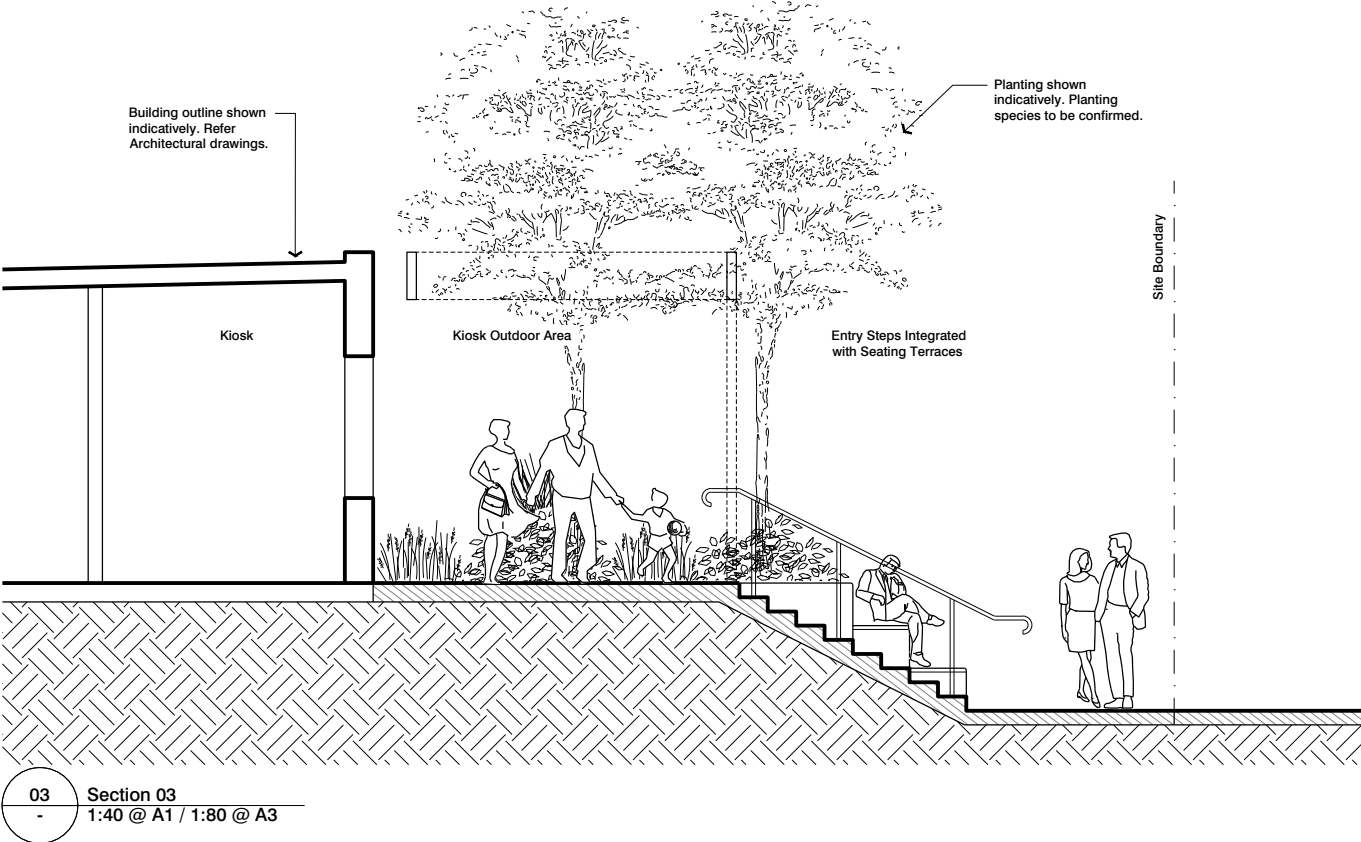 Building outline shown
indicatively. Refer
Architectural drawings.
Planting shown
indicatively. Planting
species to be confirmed.
Site Boundary
Kiosk
Kiosk Outdoor Area
Entry Steps Integrated
with Seating Terraces
03
-
Section 03
1:40 @ A1 / 1:80 @ A3